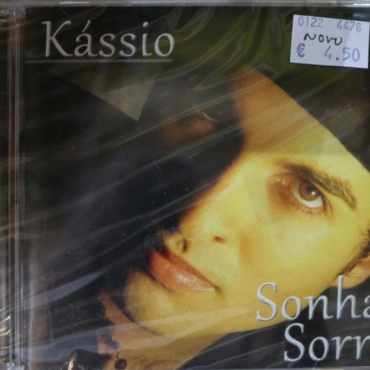 Kássio
0122 4478
NOVO
€ 4.50
Sonha
Sorr